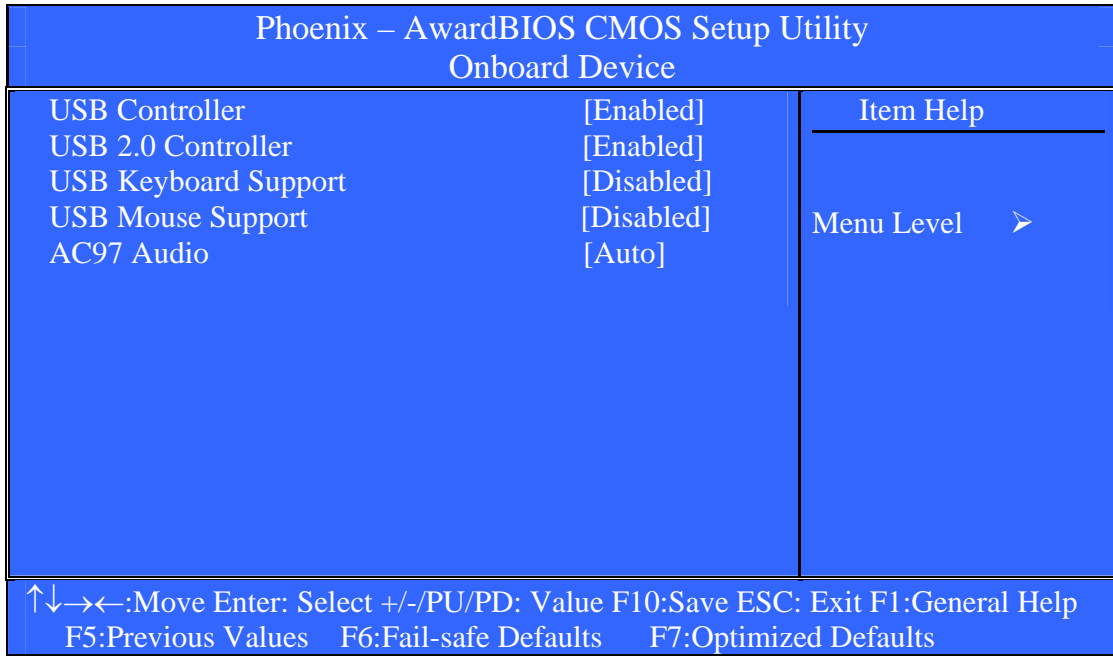 Phoenix – AwardBIOS CMOS Setup Utility
Onboard Device
USB Controller [Enabled]
USB 2.0 Controller [Enabled]
USB Keyboard Support [Disabled]
USB Mouse Support [Disabled]
AC97 Audio [Auto]
Item Help
Menu Level ➢
↑↓→←:Move Enter: Select +/-/PU/PD: Value F10:Save ESC: Exit F1:General Help
F5:Previous Values F6:Fail-safe Defaults F7:Optimized Defaults